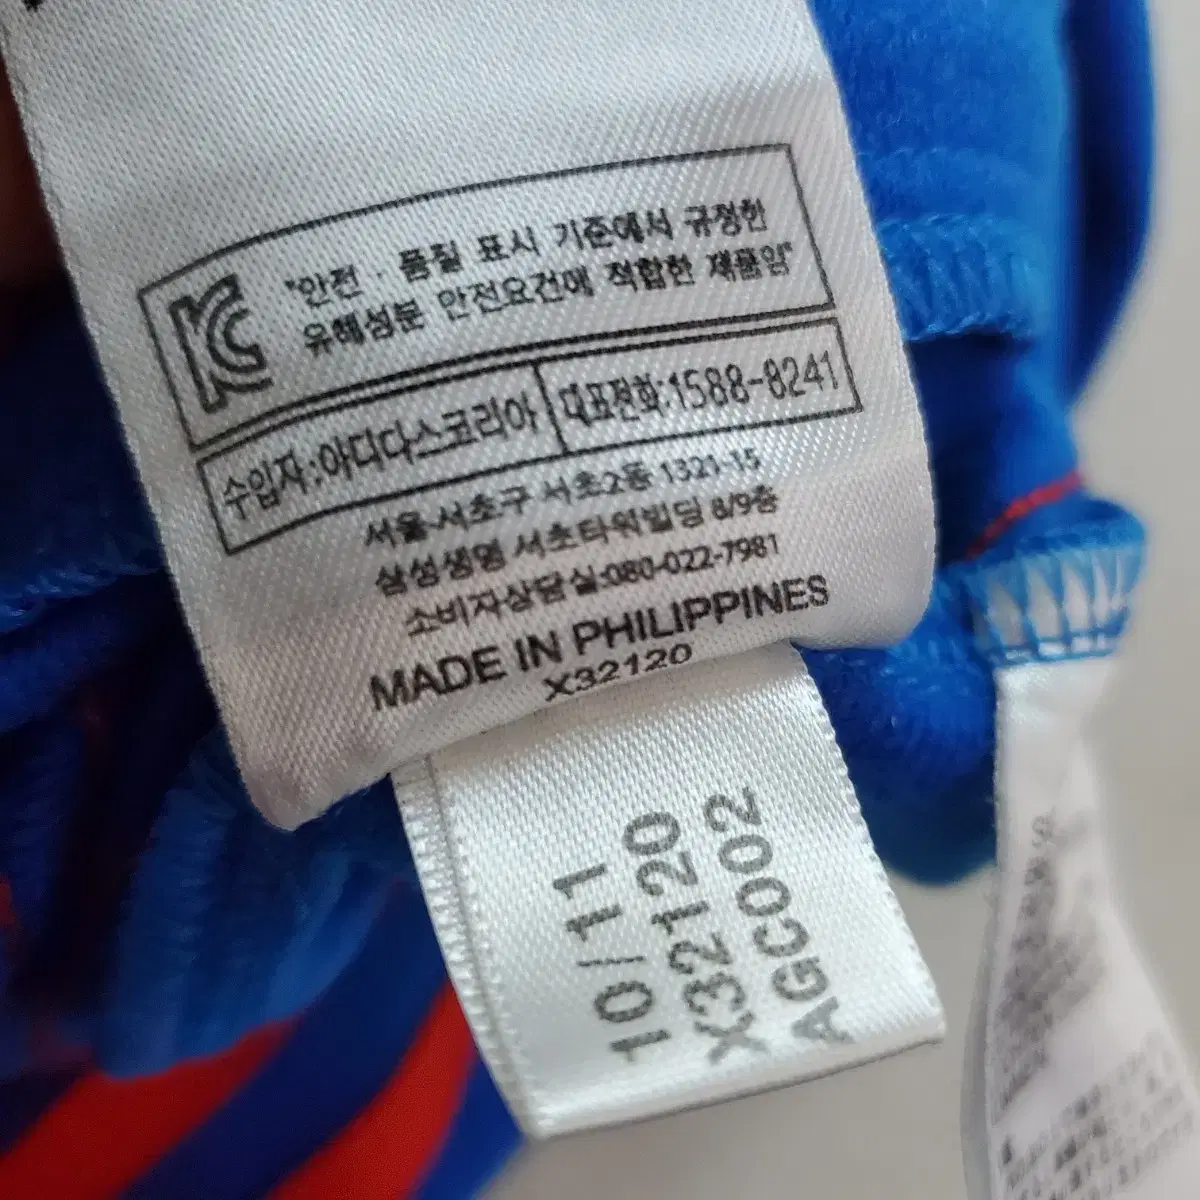 KC
"안전 · 품질 표시 기준에서 규정한
유해성분 안전요건에 적합한 제품임"
수입자:아디다스코리아
대표전화:1588-8241
서울서초구 서초2동 1321-15
삼성생명 서초타워빌딩 8/9층
소비자상담실:080-022-7981
MADE IN PHILIPPINES
X32120
10/11
X32120
AGC002